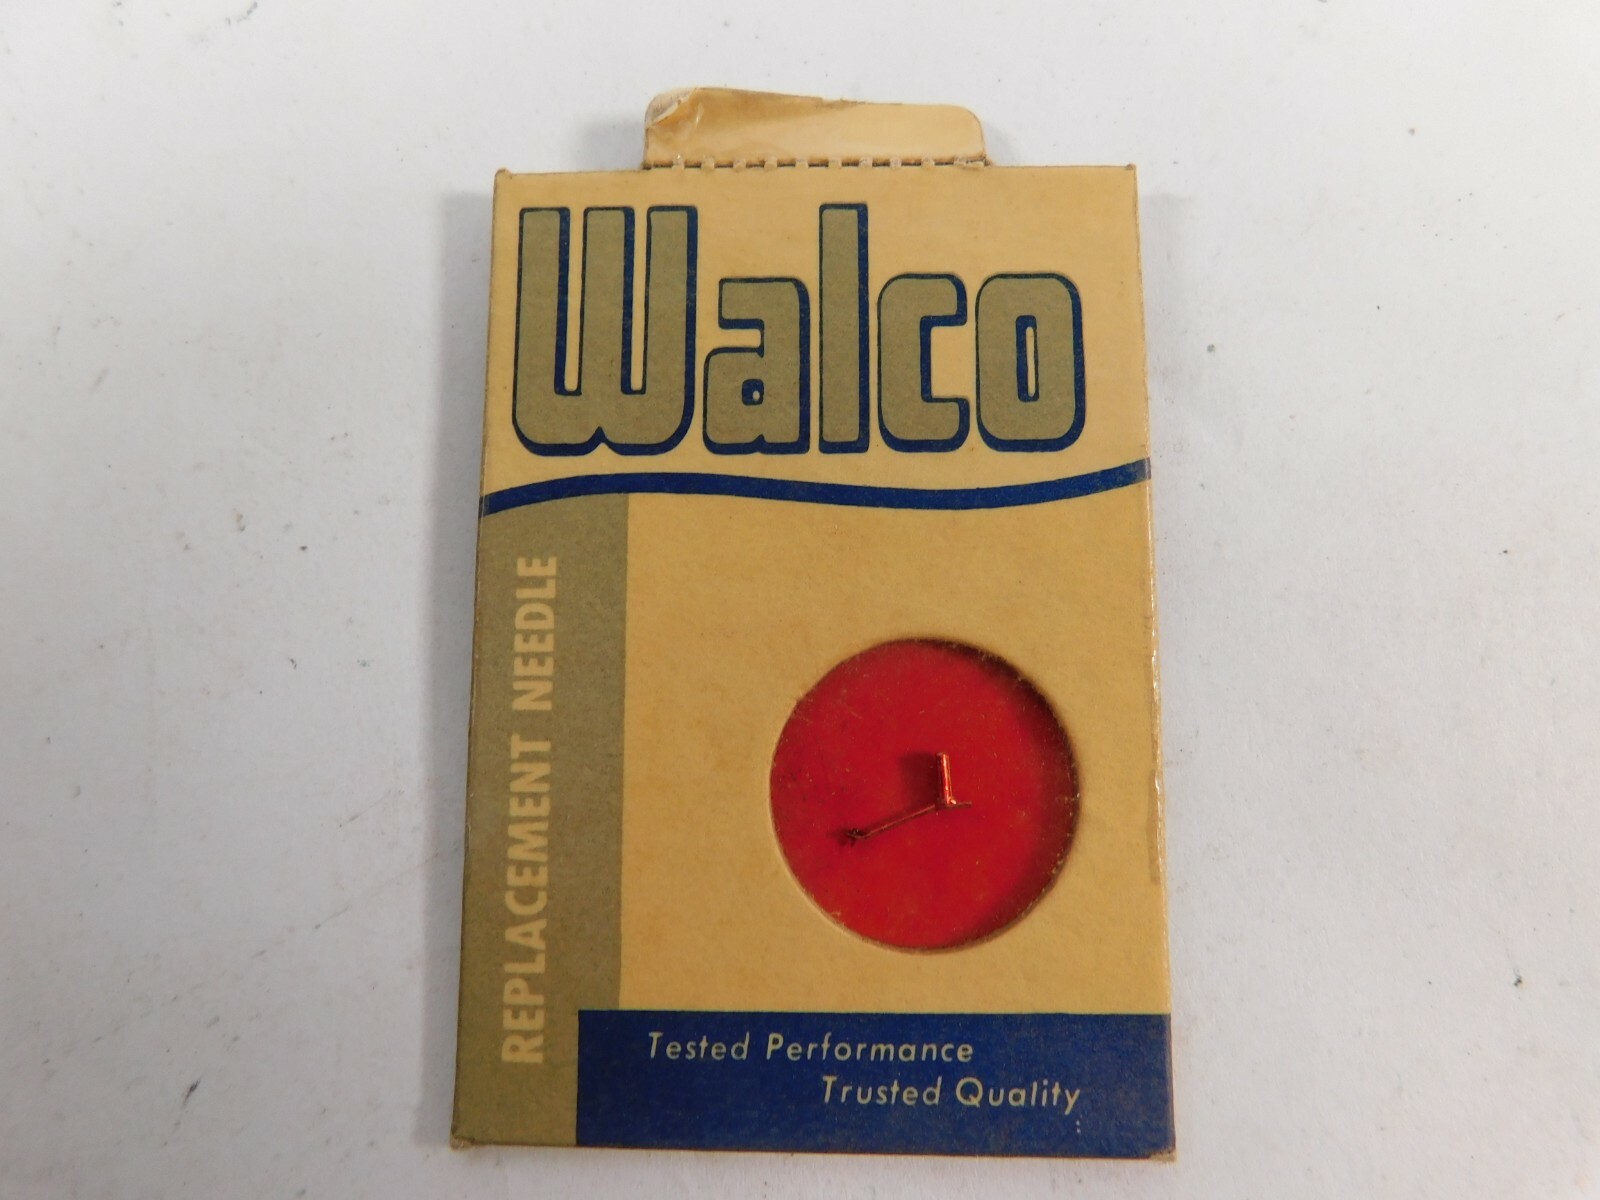 Walco
REPLACEMENT NEEDLE
Tested Performance
Trusted Quality